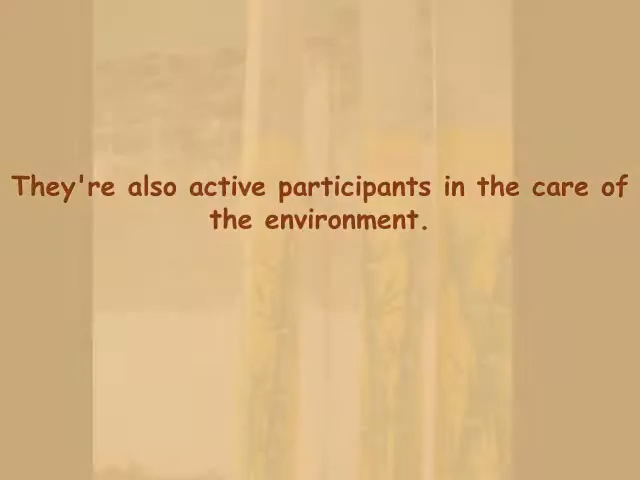 They're also active participants in the care of
the environment.